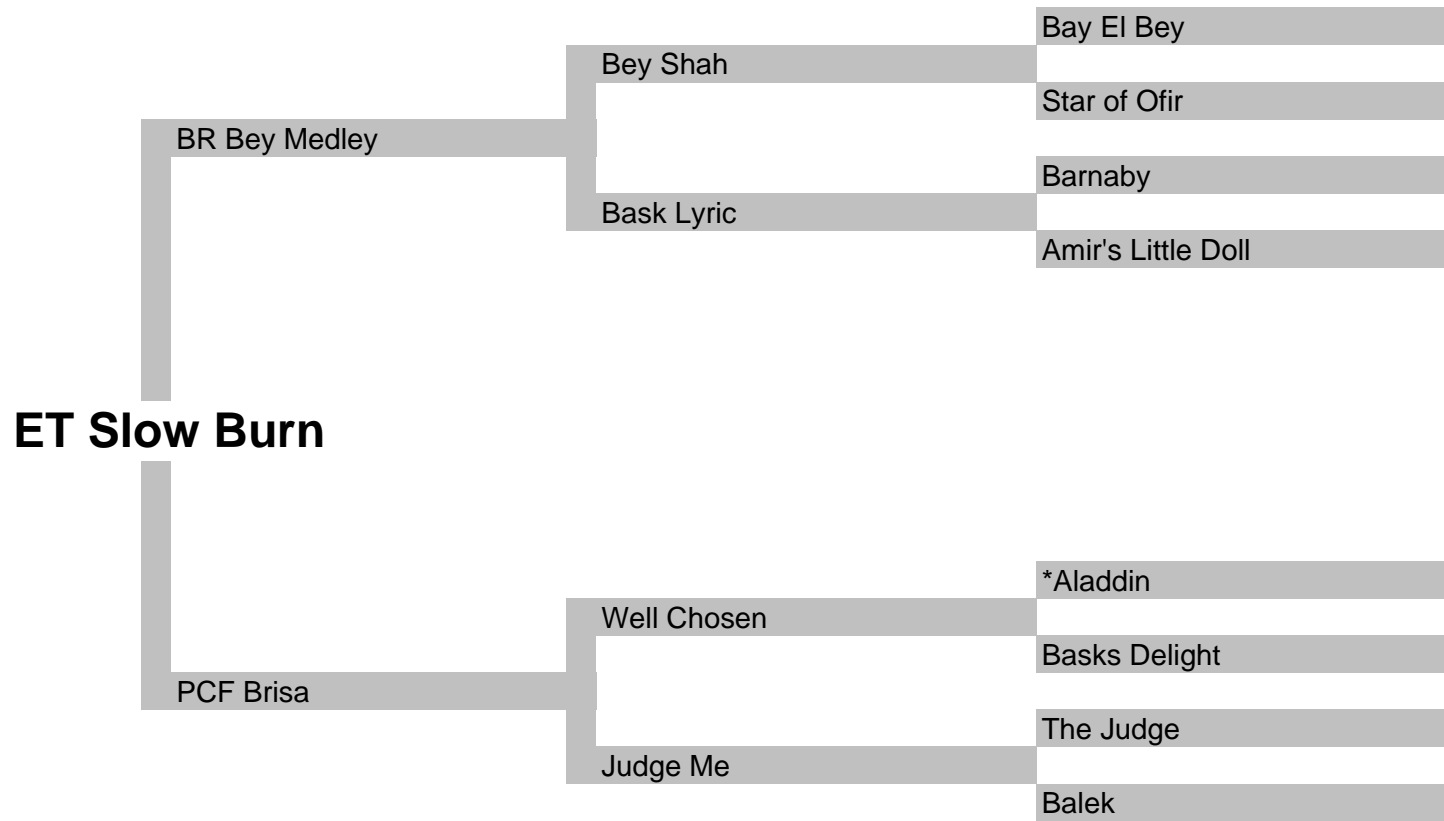 Bay El Bey
Bey Shah
Star of Ofir
BR Bey Medley
Barnaby
Bask Lyric
Amir's Little Doll
ET Slow Burn
*Aladdin
Well Chosen
Basks Delight
PCF Brisa
The Judge
Judge Me
Balek